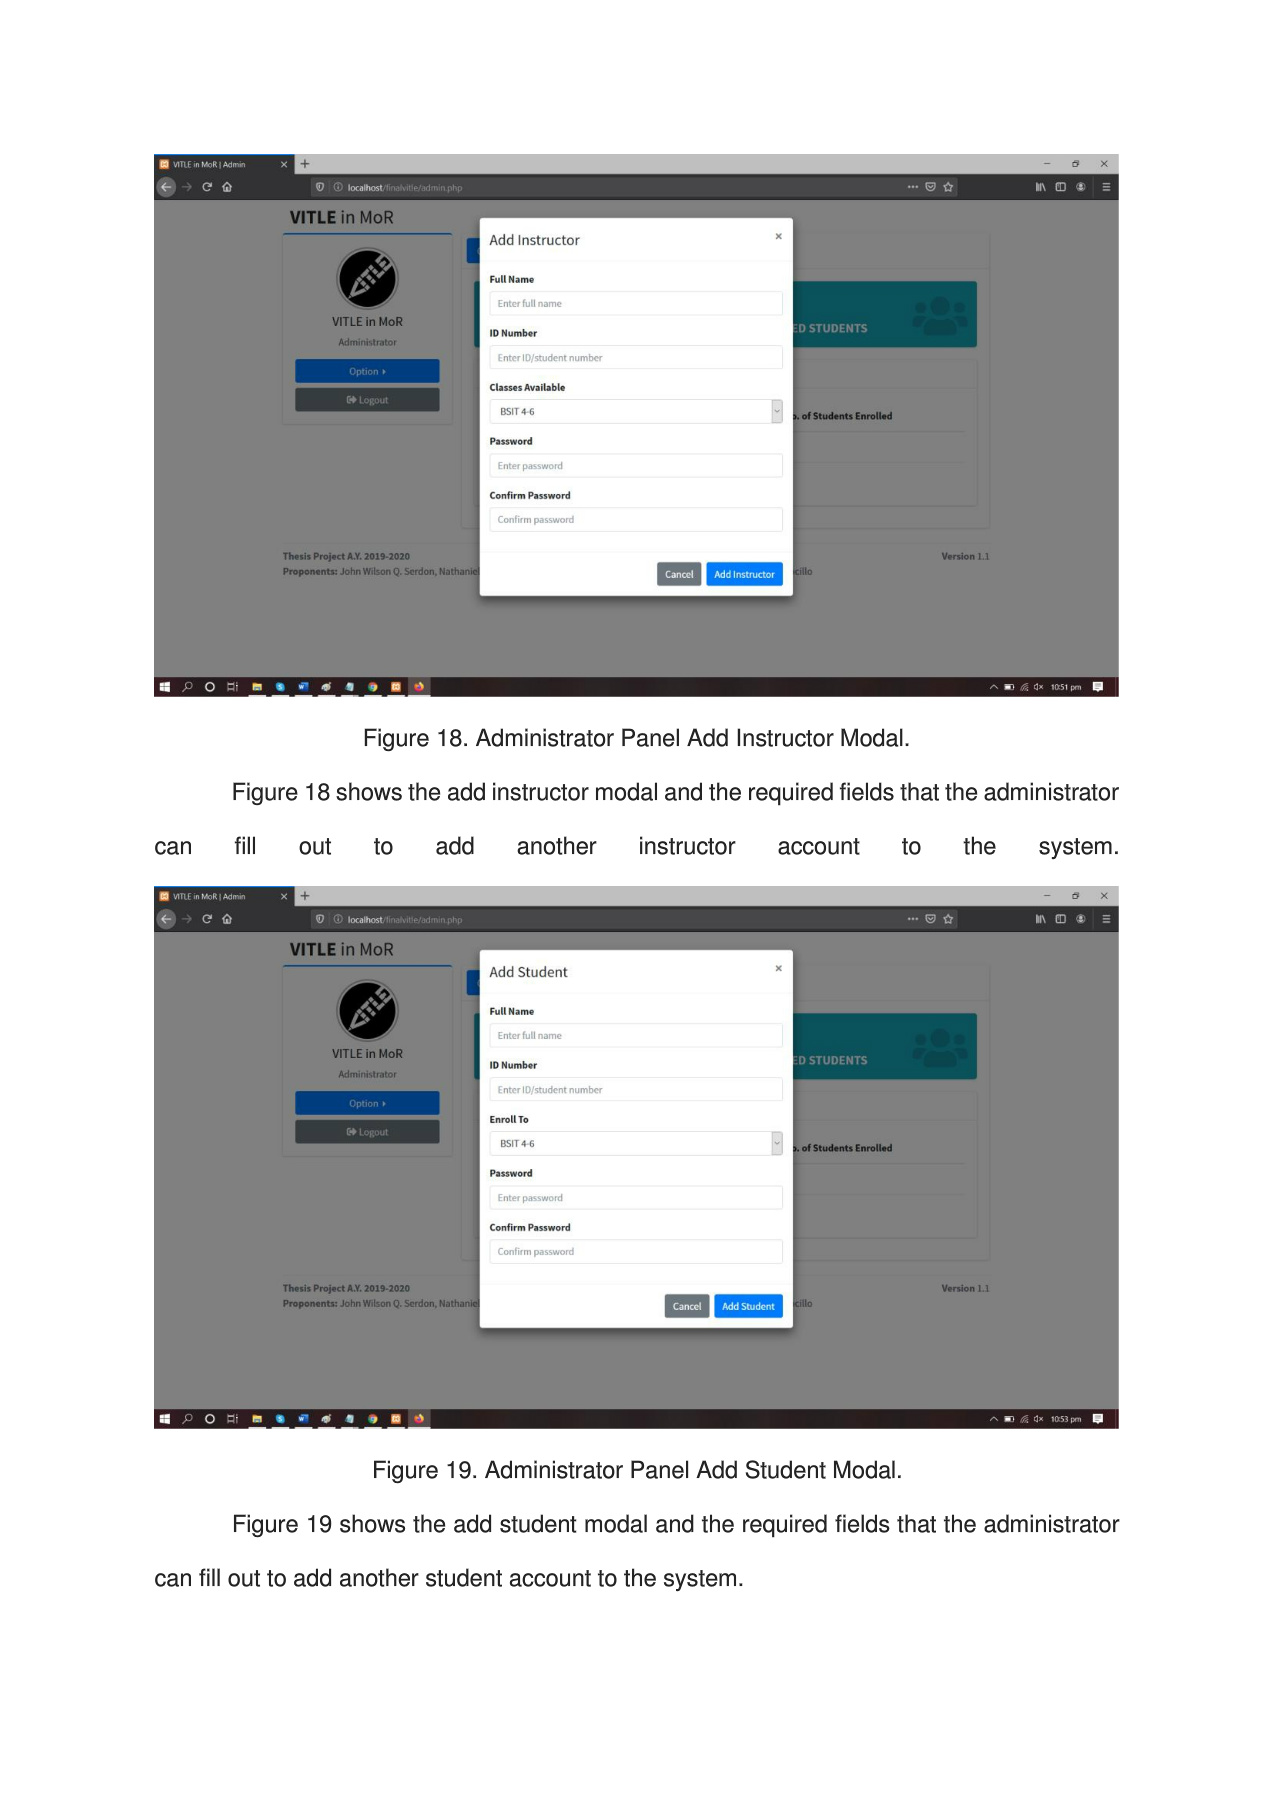 VITLE in MoR | Admin
localhost/finalvitle/admin.php
VITLE in MoR
Add Instructor
Full Name
Enter full name
VITLE in MoR
ID Number
ED STUDENTS
Administrator
Enter ID/student number
Option
Classes Available
Logout
BSIT 4-6
of Students Enrolled
Password
Enter password
Confirm Password
Confirm password
Thesis Project A.Y. 2019-2020
Version 1.1
Proponents: John Wilson Q. Serdon, Nathaniel
cillo
Cancel
Add Instructor
10:51 pm
Figure 18. Administrator Panel Add Instructor Modal.
Figure 18 shows the add instructor modal and the required fields that the administrator
can fill out to add another instructor account to the system.
VITLE in MoR | Admin
localhost/finalvitle/admin.php
VITLE in MoR
Add Student
Full Name
Enter full name
VITLE in MoR
ID Number
ED STUDENTS
Administrator
Enter ID/student number
Option
Enroll To
Logout
BSIT 4-6
of Students Enrolled
Password
Enter password
Confirm Password
Confirm password
Thesis Project A.Y. 2019-2020
Version 1.1
Proponents: John Wilson Q. Serdon, Nathaniel
cillo
Cancel
Add Student
10:53 pm
Figure 19. Administrator Panel Add Student Modal.
Figure 19 shows the add student modal and the required fields that the administrator
can fill out to add another student account to the system.